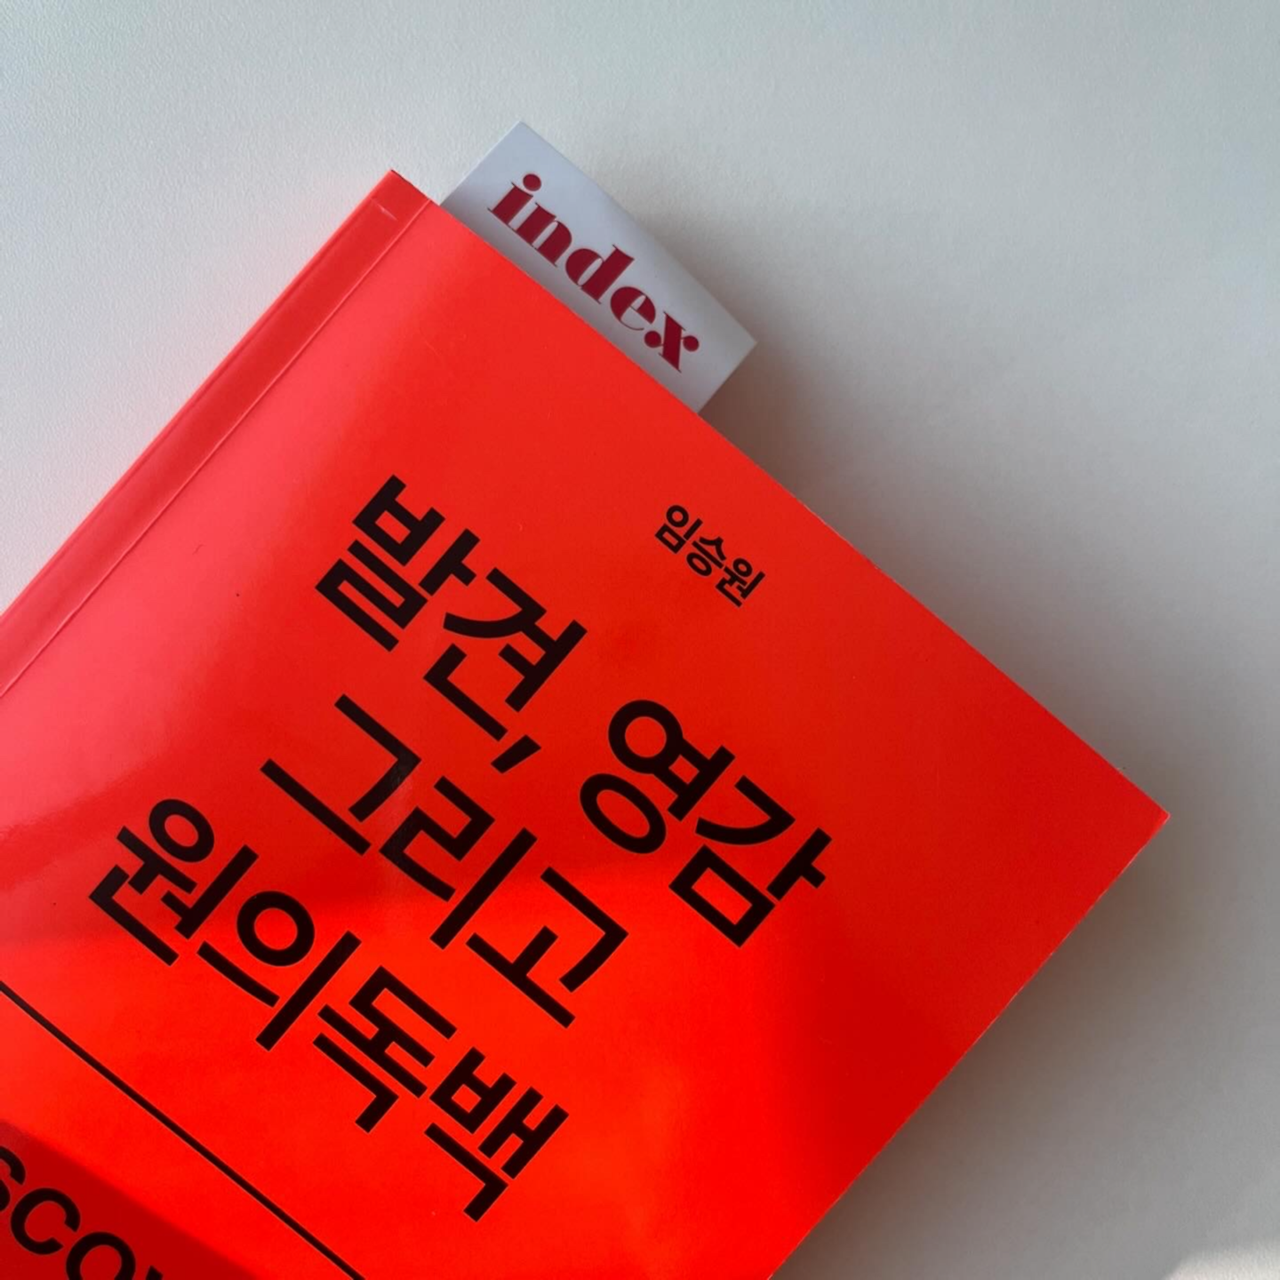 index
임승원
발견, 영감
그리고
원의독백